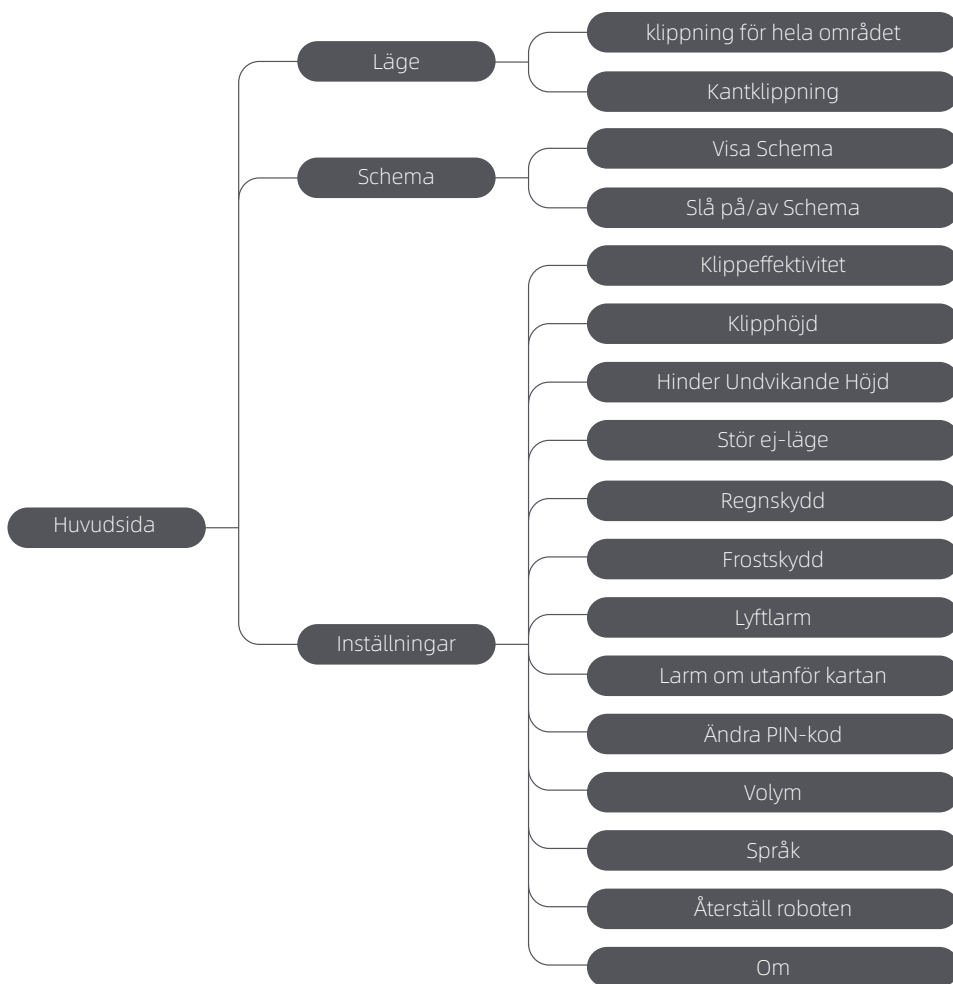 klippning för hela området
Läge
Kantklippning
Visa Schema
Schema
Slå på/av Schema
Klippeffektivitet
Klipphöjd
Hinder Undvikande Höjd
Stör ej-läge
Regnskydd
Huvudsida
Frostskydd
Lyftlarm
Inställningar
Larm om utanför kartan
Ändra PIN-kod
Volym
Språk
Återställ roboten
Om